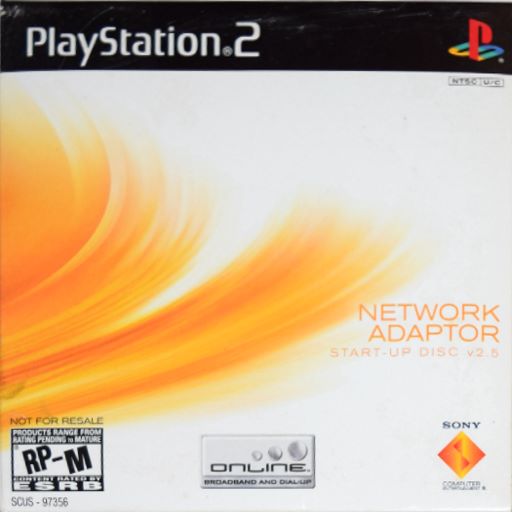 PlayStation®2
NTSC U/C
NETWORK
ADAPTOR
START-UP DISC v2.5
NOT FOR RESALE
PRODUCTS RANGE FROM
RATING PENDING to MATURE
RP-M
CONTENT RATED BY
ESRB
SCUS - 97356
ONLINE
BROADBAND AND DIAL-UP
SONY
COMPUTER
ENTERTAINMENT ®